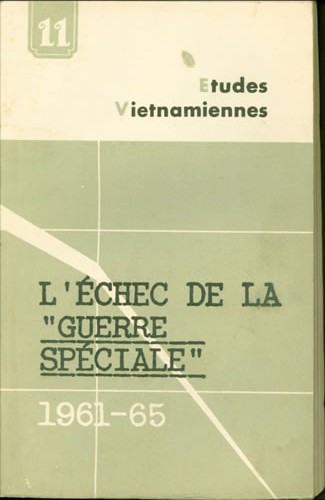 11
Etudes
Vietnamiennes
L'ÉCHEC DE LA
"GUERRE
SPÉCIALE"
1961-65